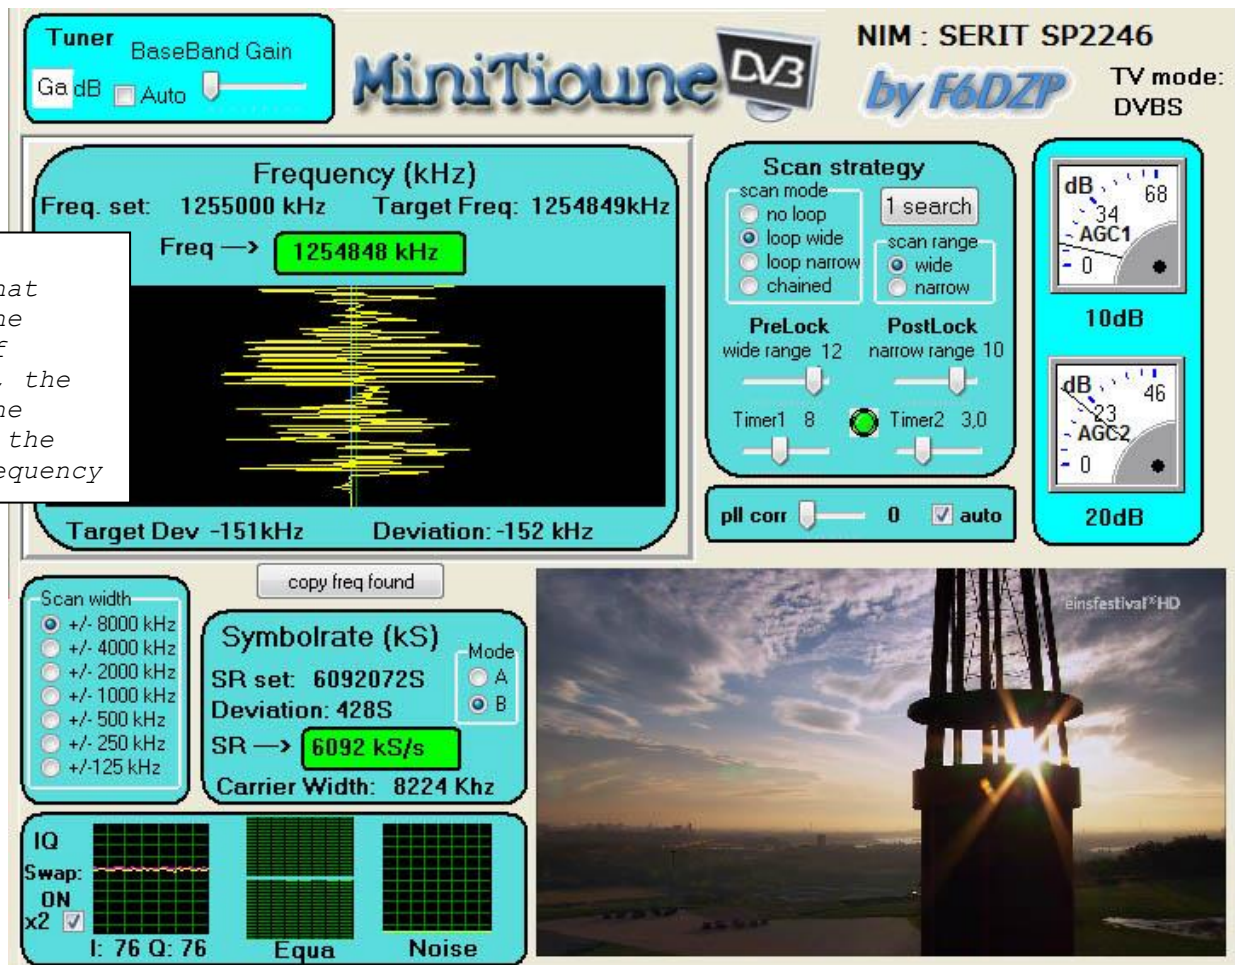 Tuner
BaseBand Gain
Ga dB Auto
MiniTioune DVB
NIM : SERIT SP2246
by F6DZP
TV mode:
DVBS
Frequency (kHz)
Freq. set: 1255000 kHz Target Freq: 1254849kHz
Freq —> 1254848 kHz
Target Dev -151kHz Deviation: -152 kHz
the
the
the
equency
Scan strategy
scan mode
no loop
loop wide
loop narrow
chained
1 search
scan range
wide
narrow
PreLock
wide range 12
PostLock
narrow range 10
Timer1 8
Timer2 3,0
pll corr 0 auto
dB
68
34
AGC1
0
10dB
dB
46
23
AGC2
0
20dB
copy freq found
Scan width
+/- 8000 kHz
+/- 4000 kHz
+/- 2000 kHz
+/- 1000 kHz
+/- 500 kHz
+/- 250 kHz
+/-125 kHz
Symbolrate (kS)
SR set: 6092072S
Deviation: 428S
SR —> 6092 kS/s
Carrier Width: 8224 Khz
Mode
A
B
einsfestival HD
IQ
Swap:
ON
x2
I: 76 Q: 76
Equa
Noise